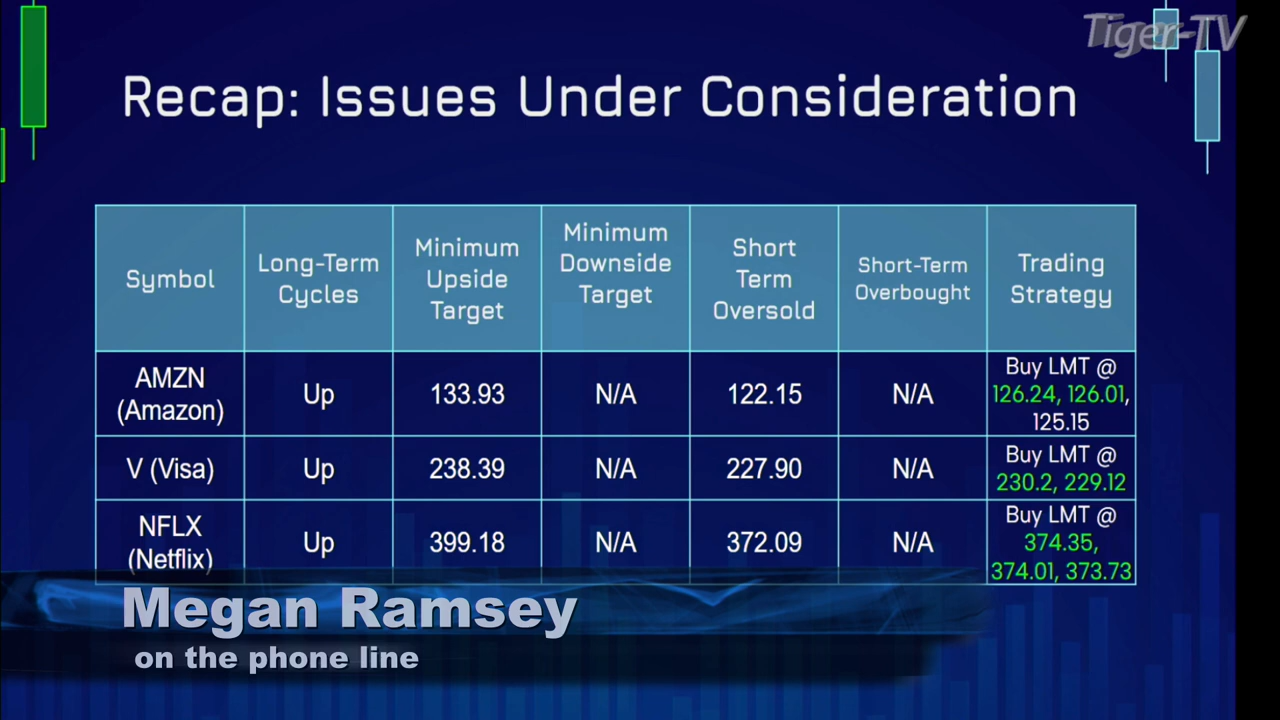 Tiger-TV
Recap: Issues Under Consideration
Symbol
Long-Term
Cycles
Minimum
Upside
Target
Minimum
Downside
Target
Short
Term
Oversold
Short-Term
Overbought
Trading
Strategy
AMZN
(Amazon)
Up
133.93
N/A
122.15
N/A
Buy LMT @
126.24, 126.01,
125.15
V (Visa)
Up
238.39
N/A
227.90
N/A
Buy LMT @
230.2, 229.12
NFLX
(Netflix)
Up
399.18
N/A
372.09
N/A
Buy LMT @
374.35,
374.01, 373.73
Megan Ramsey
on the phone line